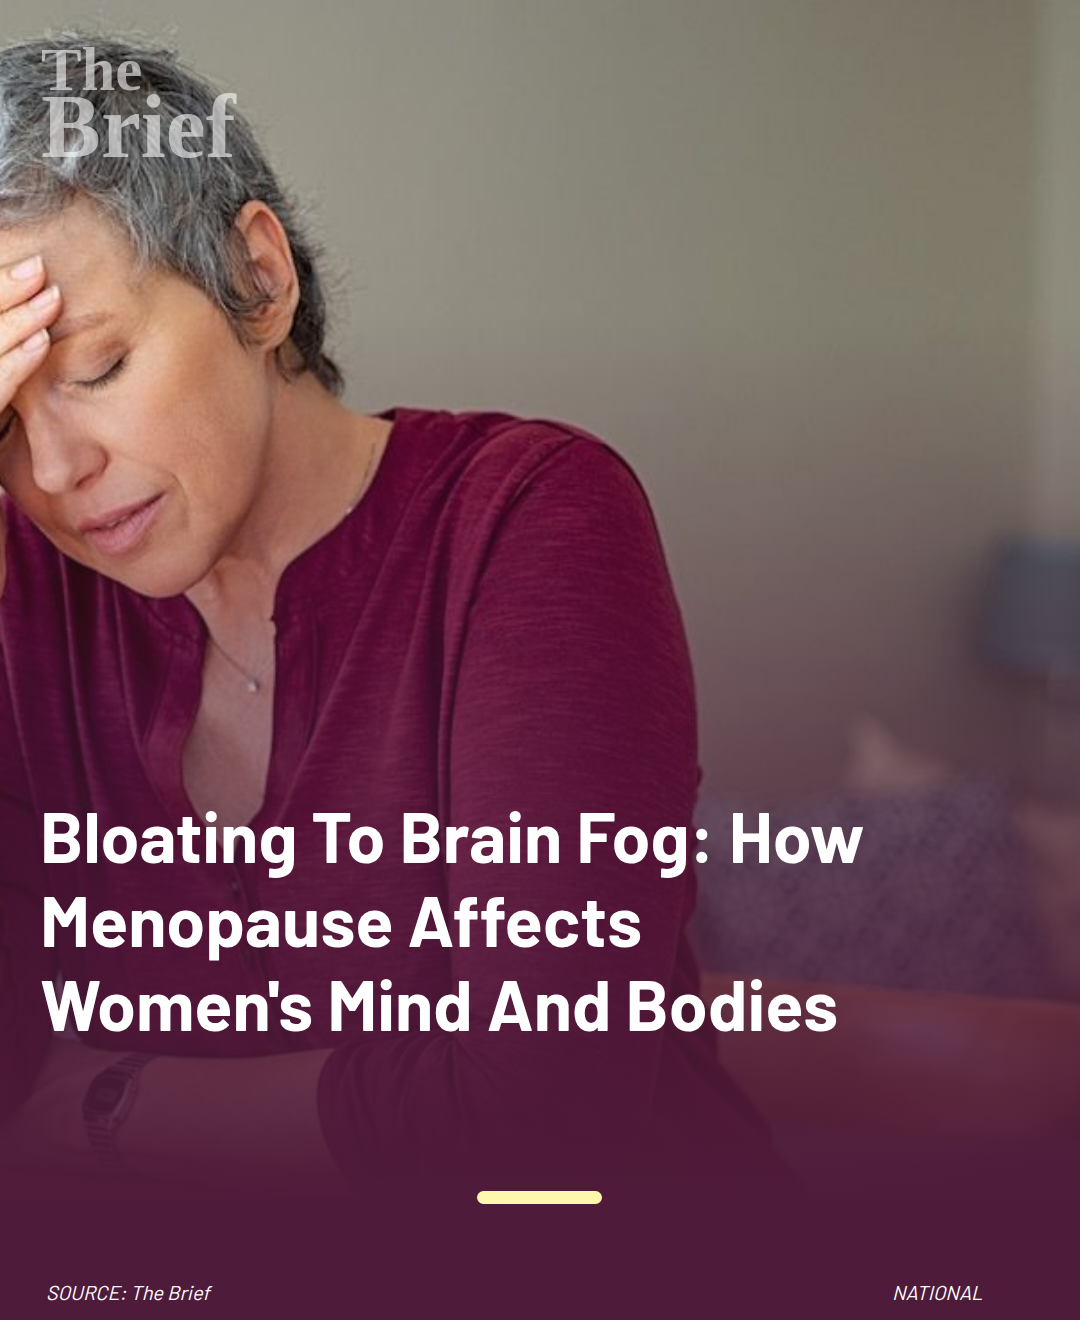 The
Brief
Bloating To Brain Fog: How
Menopause Affects
Women's Mind And Bodies
SOURCE: The Brief
NATIONAL